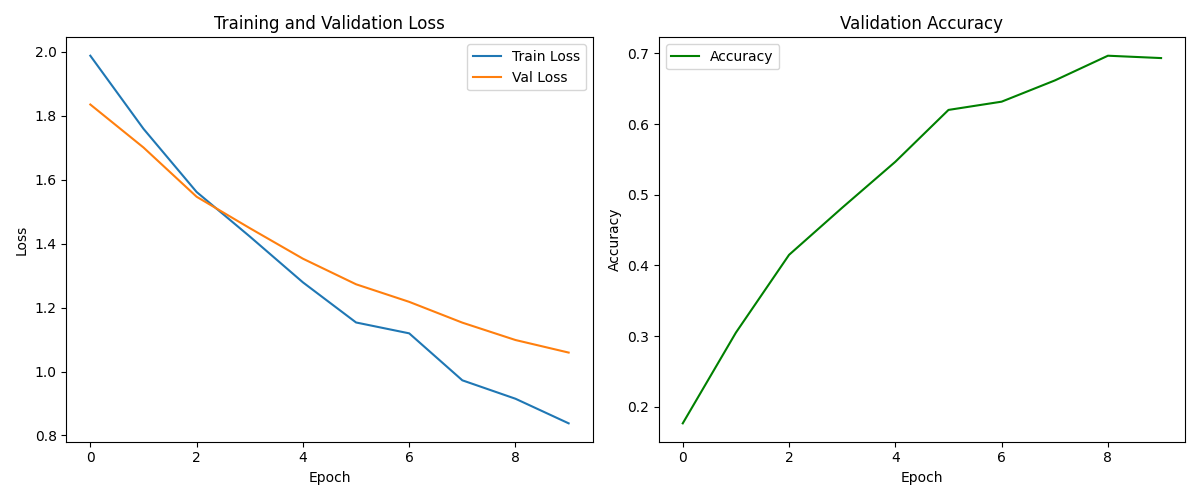 Training and Validation Loss
2.0
1.8
1.6
1.4
1.2
1.0
0.8
Loss
0
2
4
6
8
Epoch
Train Loss
Val Loss
Validation Accuracy
0.7
0.6
0.5
0.4
0.3
0.2
Accuracy
0
2
4
6
8
Epoch
Accuracy